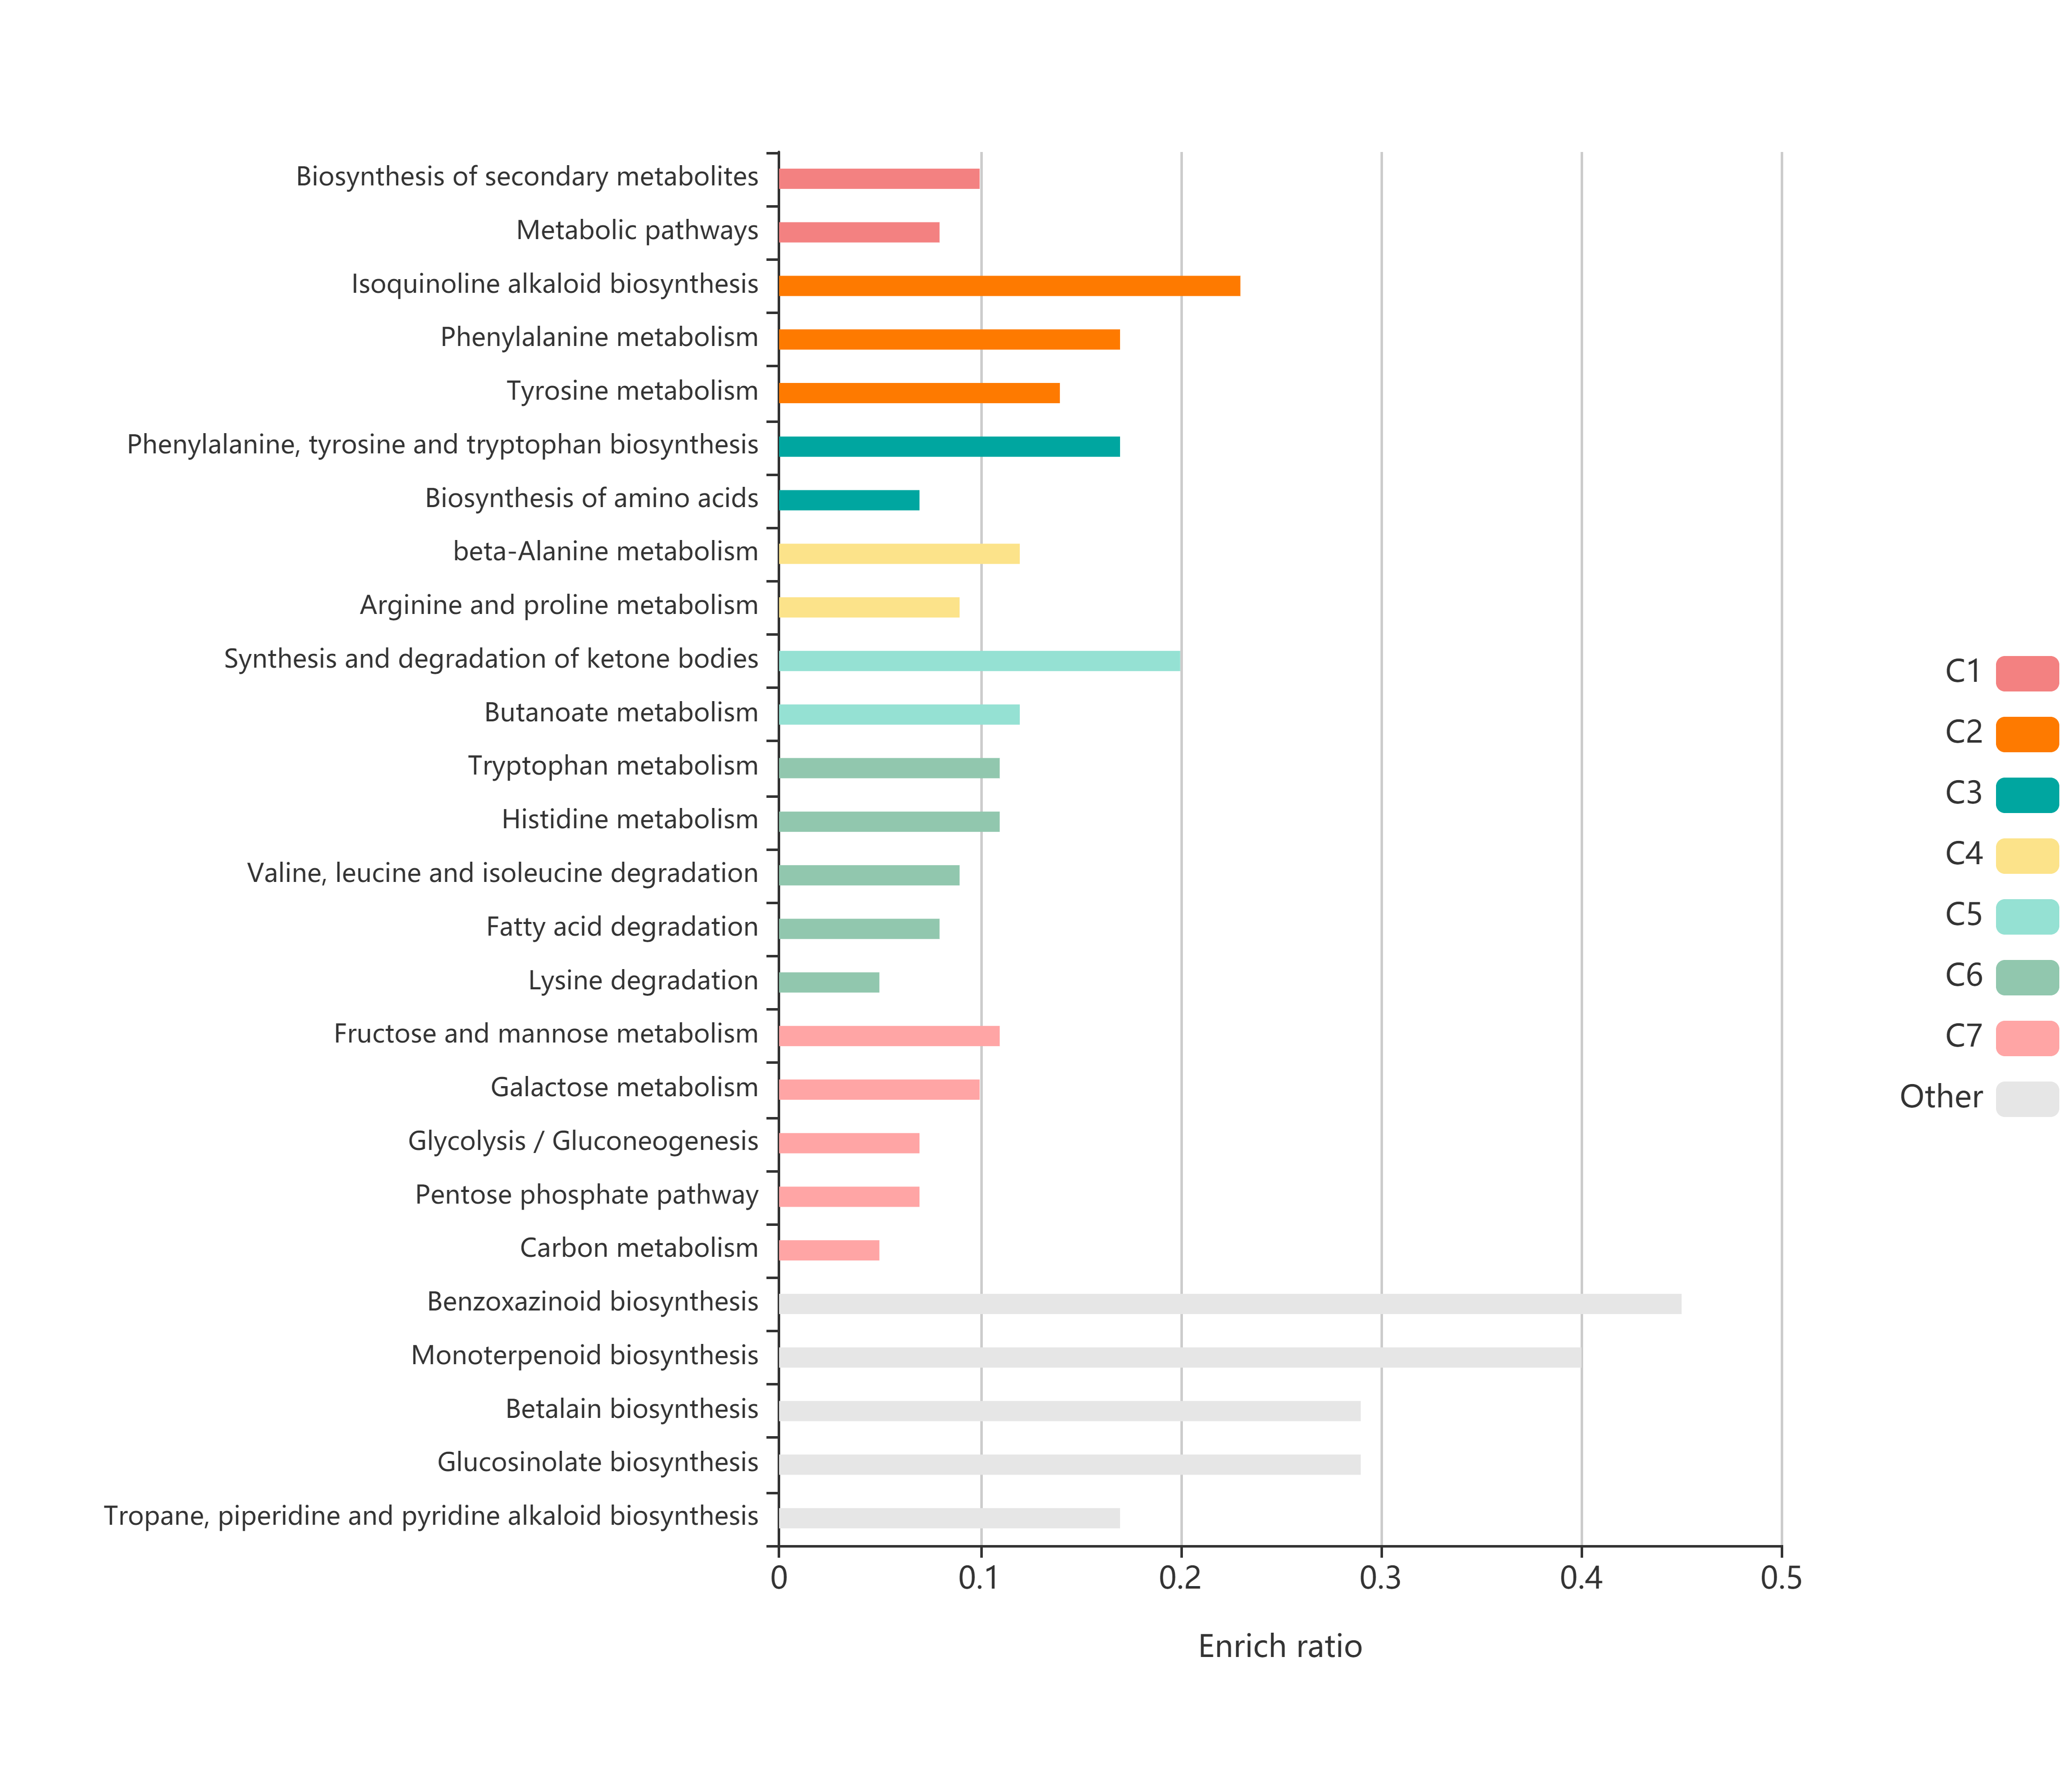 Biosynthesis of secondary metabolites
Metabolic pathways
Isoquinoline alkaloid biosynthesis
Phenylalanine metabolism
Tyrosine metabolism
Phenylalanine, tyrosine and tryptophan biosynthesis
Biosynthesis of amino acids
beta-Alanine metabolism
Arginine and proline metabolism
Synthesis and degradation of ketone bodies
Butanoate metabolism
Tryptophan metabolism
Histidine metabolism
Valine, leucine and isoleucine degradation
Fatty acid degradation
Lysine degradation
Fructose and mannose metabolism
Galactose metabolism
Glycolysis / Gluconeogenesis
Pentose phosphate pathway
Carbon metabolism
Benzoxazinoid biosynthesis
Monoterpenoid biosynthesis
Betalain biosynthesis
Glucosinolate biosynthesis
Tropane, piperidine and pyridine alkaloid biosynthesis
0 0.1 0.2 0.3 0.4 0.5
Enrich ratio
C1
C2
C3
C4
C5
C6
C7
Other